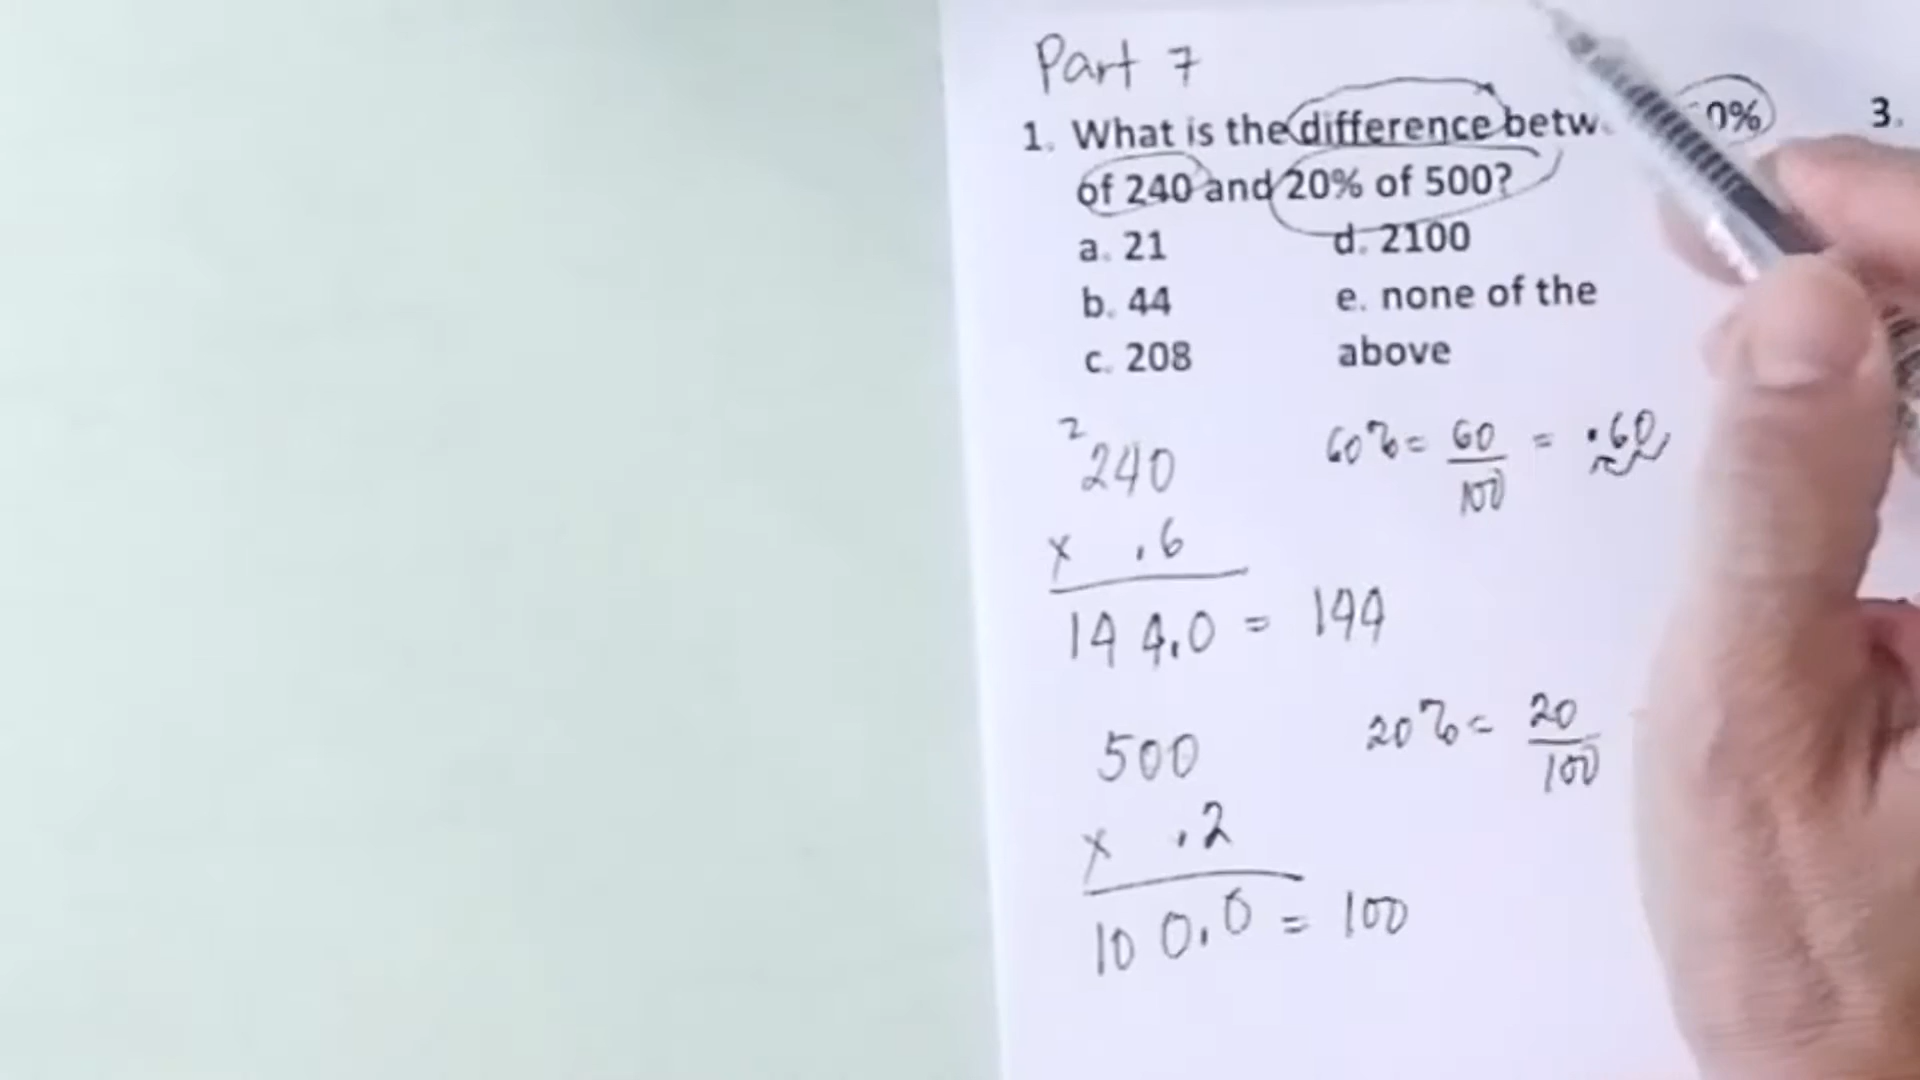 Part 7
1. What is the difference betw 0%
of 240 and 20% of 500?
a. 21
b. 44
c. 208
d. 2100
e. none of the
above
3.
2
240
x .6
144.0 = 144
60% = 60/100 = .60
500
x .2
100.0 = 100
20% = 20/100